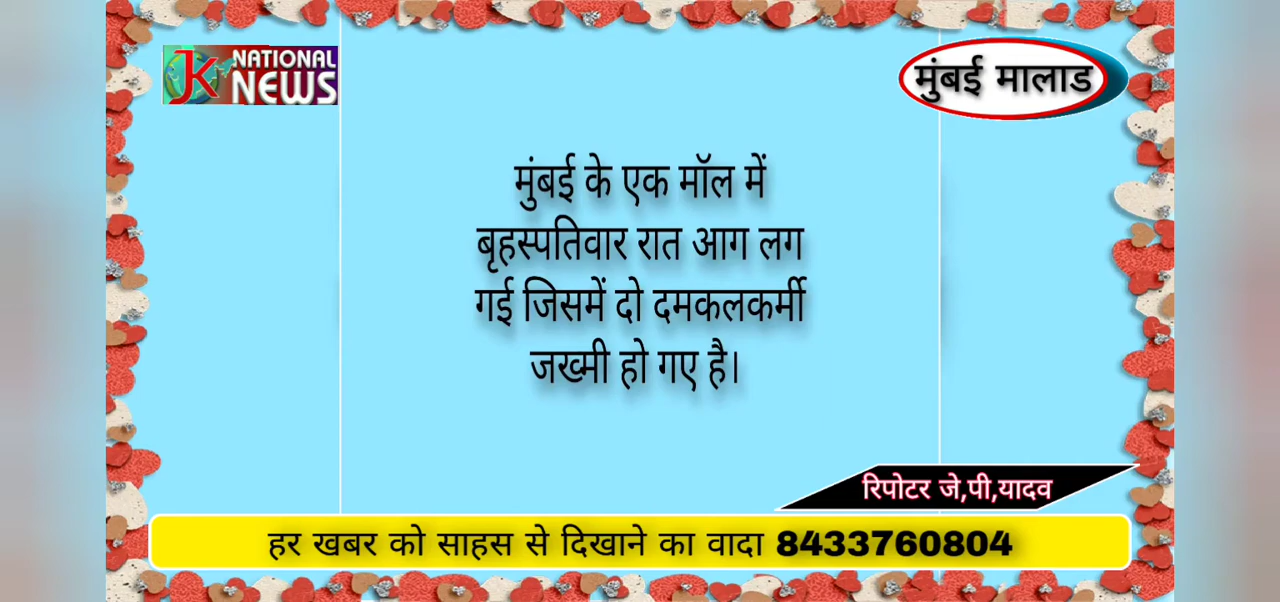 JK NATIONAL
NEWS
मुंबई मालाड
मुंबई के एक मॉल में
बृहस्पतिवार रात आग लग
गई जिसमें दो दमकलकर्मी
जख्मी हो गए है।
रिपोटर जे,पी,यादव
हर खबर को साहस से दिखाने का वादा 8433760804